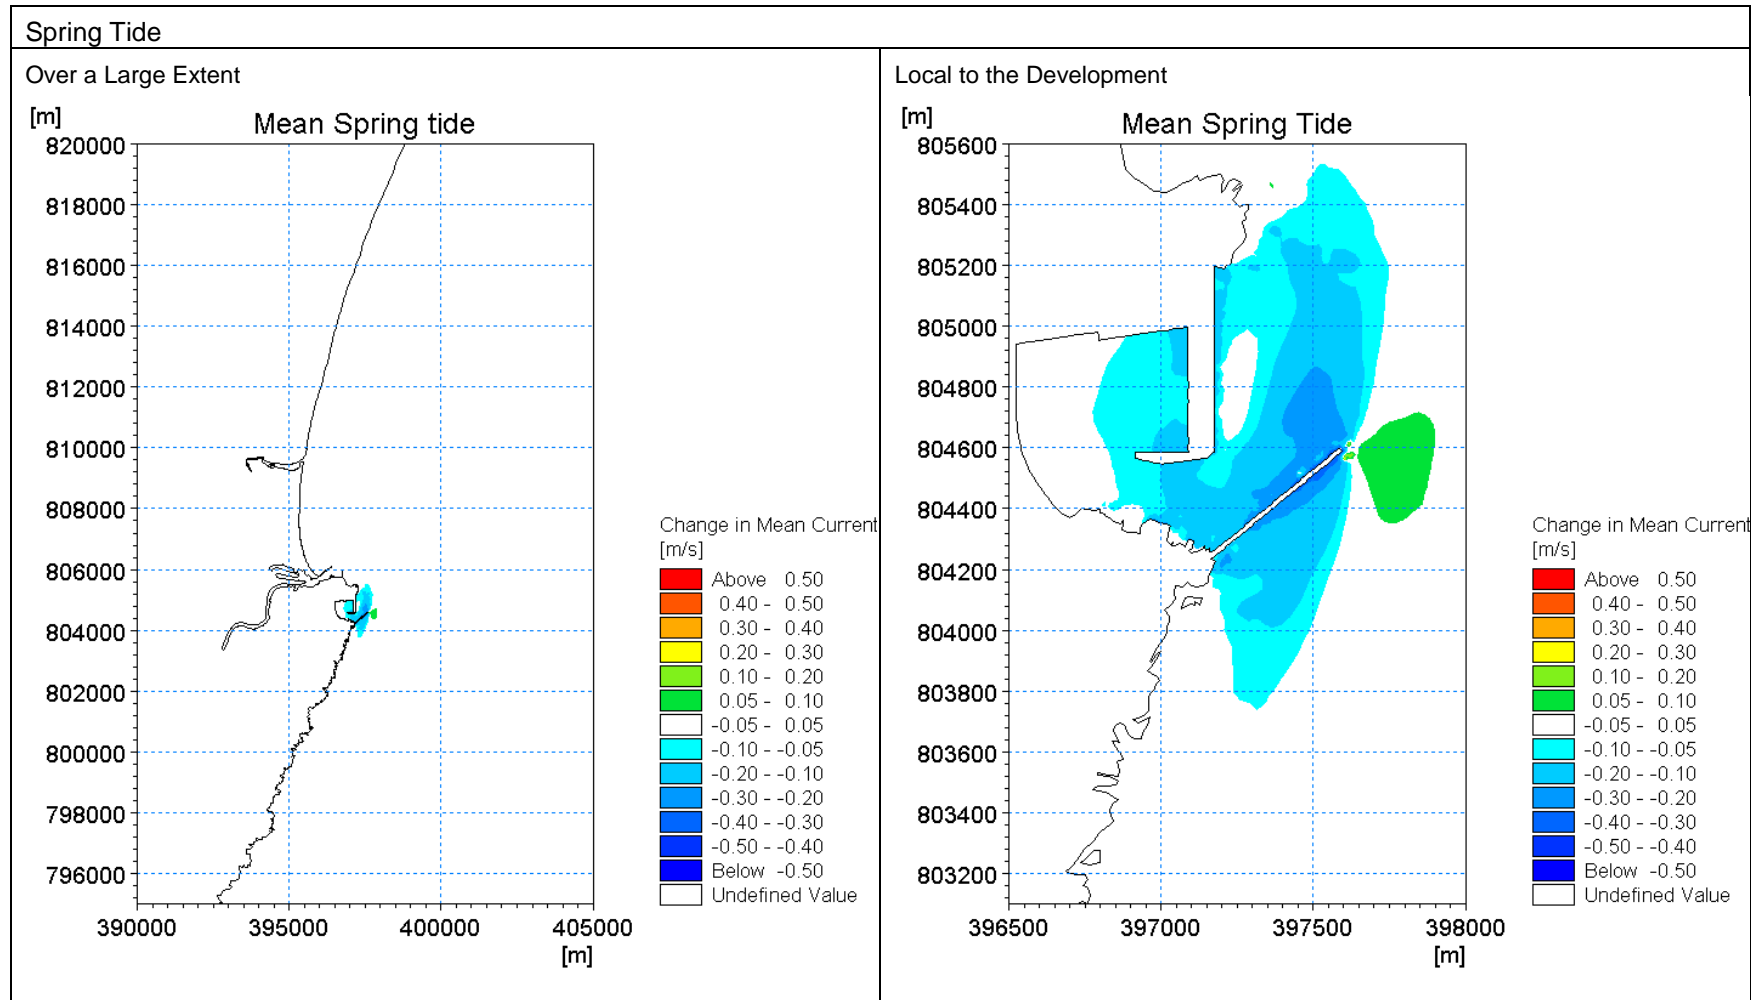 Spring Tide
Over a Large Extent
[m]
Mean Spring tide
820000
818000
816000
814000
812000
810000
808000
806000
804000
802000
800000
798000
796000
390000 395000 400000 405000
[m]
Change in Mean Current
[m/s]
Above 0.50
0.40 - 0.50
0.30 - 0.40
0.20 - 0.30
0.10 - 0.20
0.05 - 0.10
-0.05 - 0.05
-0.10 - -0.05
-0.20 - -0.10
-0.30 - -0.20
-0.40 - -0.30
-0.50 - -0.40
Below -0.50
Undefined Value
Local to the Development
[m]
Mean Spring Tide
805600
805400
805200
805000
804800
804600
804400
804200
804000
803800
803600
803400
803200
396500 397000 397500 398000
[m]
Change in Mean Current
[m/s]
Above 0.50
0.40 - 0.50
0.30 - 0.40
0.20 - 0.30
0.10 - 0.20
0.05 - 0.10
-0.05 - 0.05
-0.10 - -0.05
-0.20 - -0.10
-0.30 - -0.20
-0.40 - -0.30
-0.50 - -0.40
Below -0.50
Undefined Value